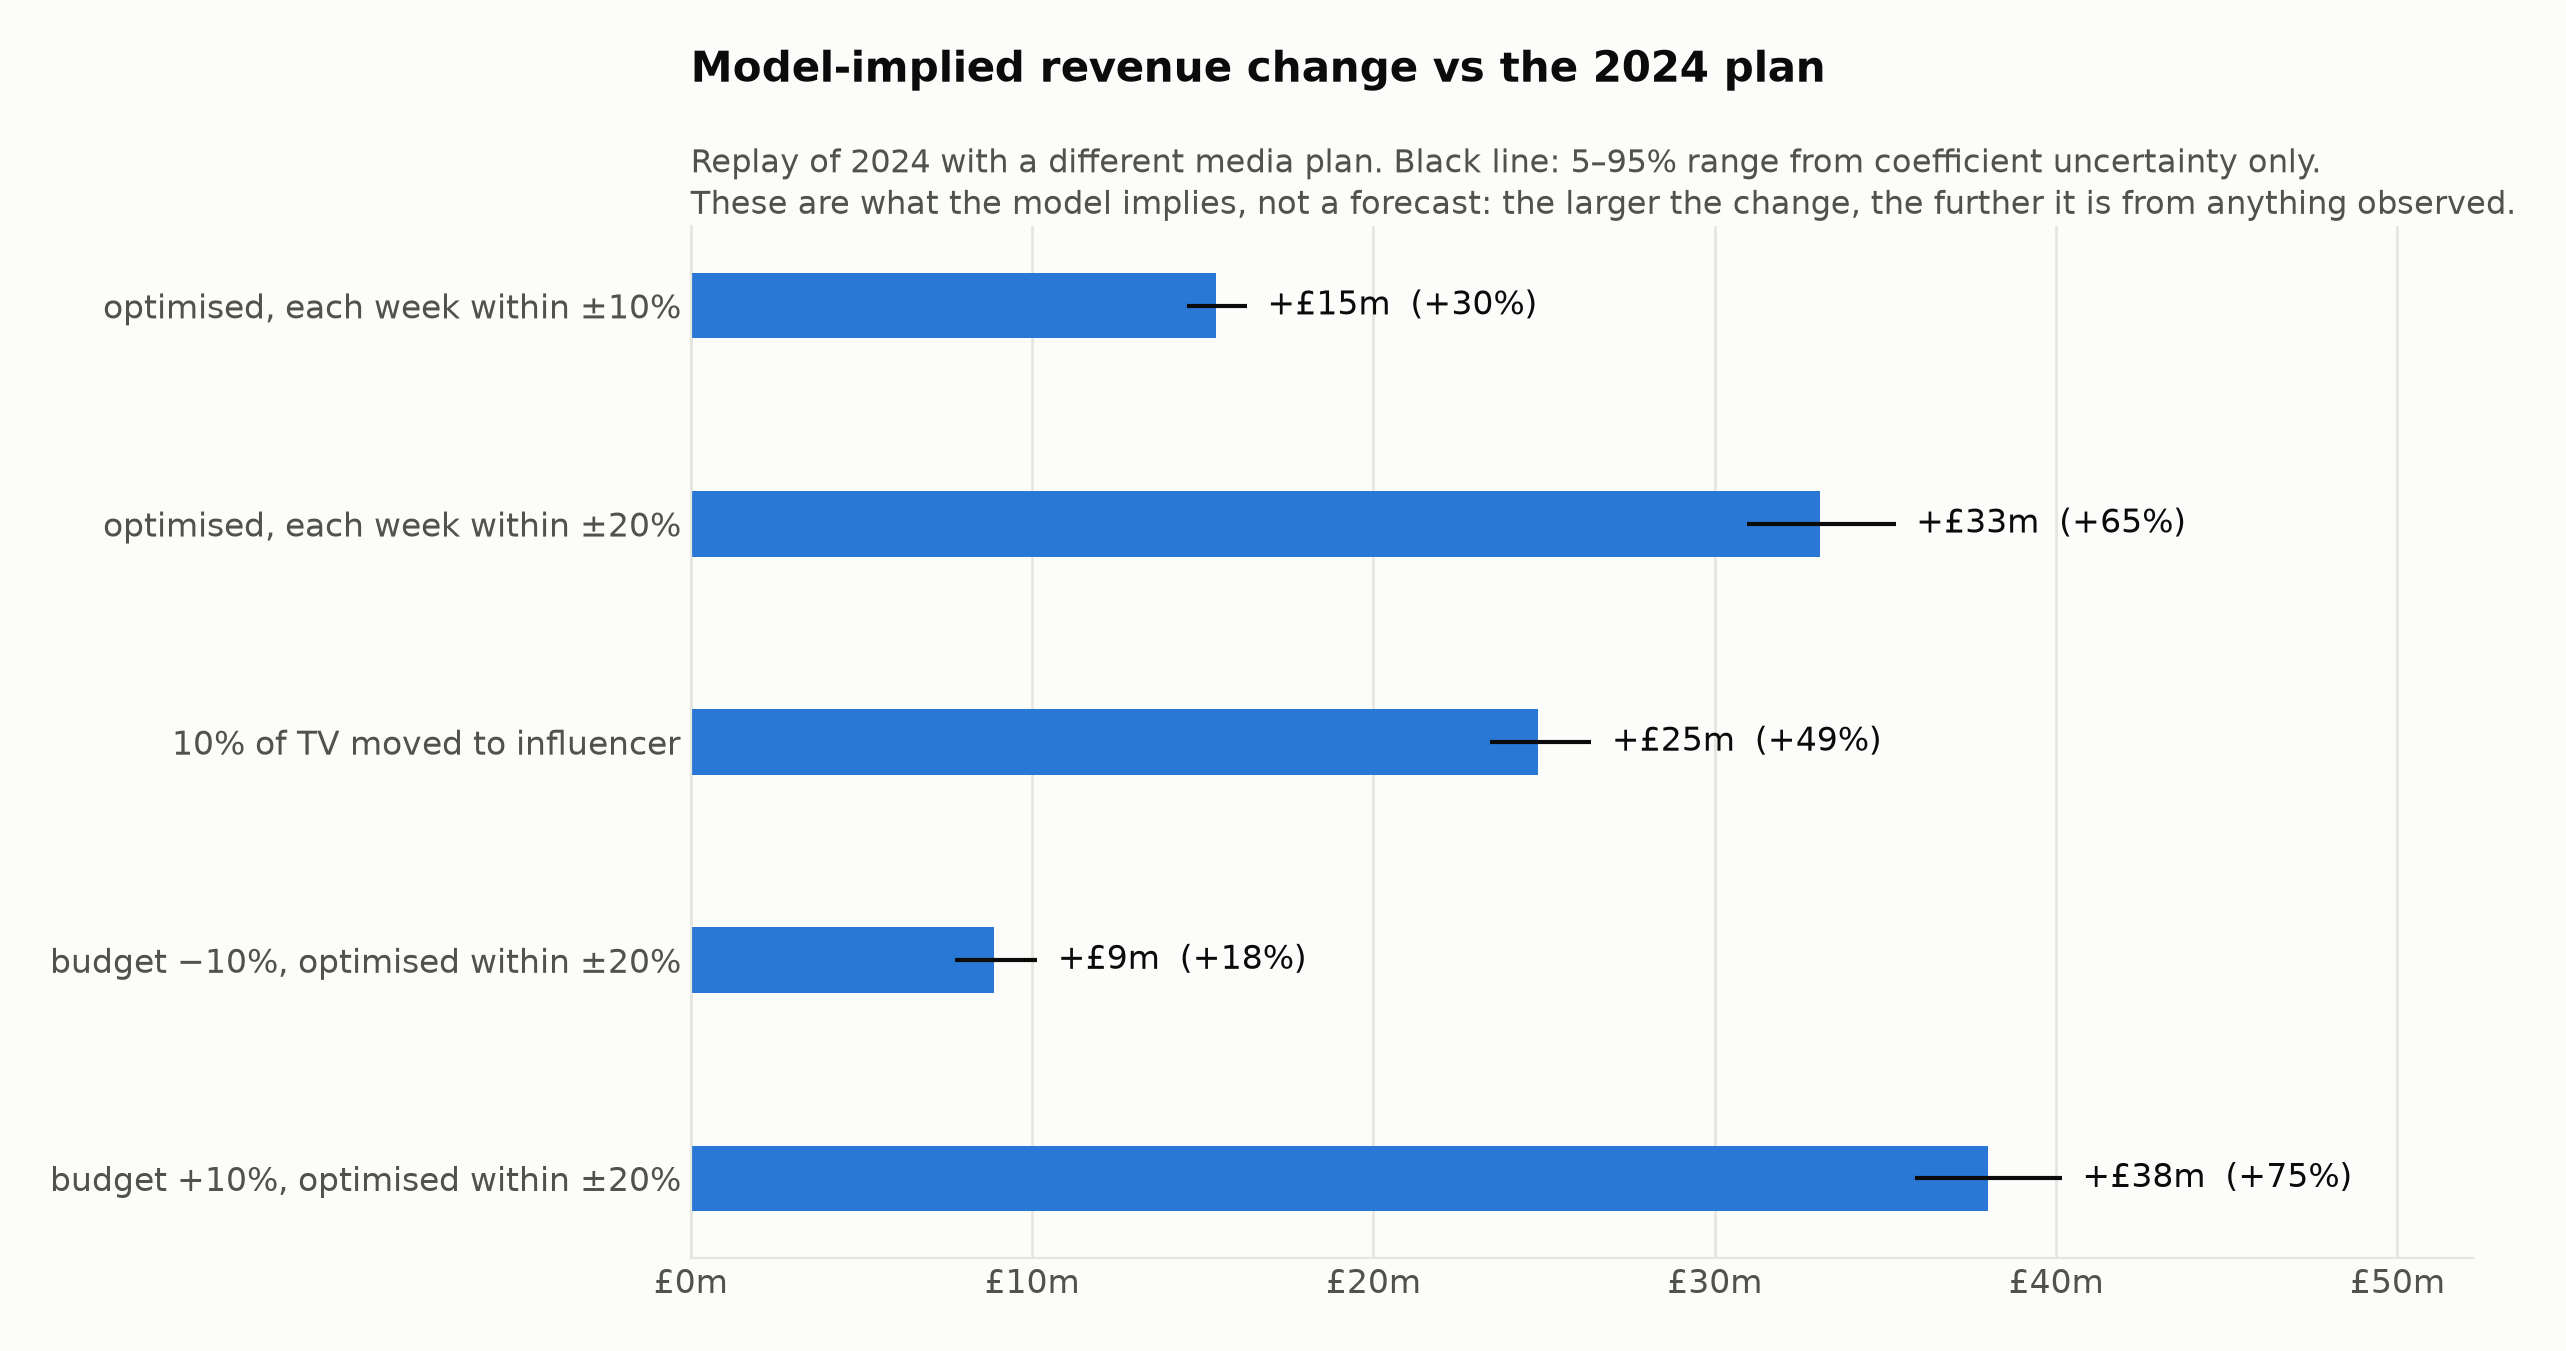 Model-implied revenue change vs the 2024 plan
Replay of 2024 with a different media plan. Black line: 5–95% range from coefficient uncertainty only.
These are what the model implies, not a forecast: the larger the change, the further it is from anything observed.
optimised, each week within ±10%
+£15m (+30%)
optimised, each week within ±20%
+£33m (+65%)
10% of TV moved to influencer
+£25m (+49%)
budget −10%, optimised within ±20%
+£9m (+18%)
budget +10%, optimised within ±20%
+£38m (+75%)
£0m £10m £20m £30m £40m £50m